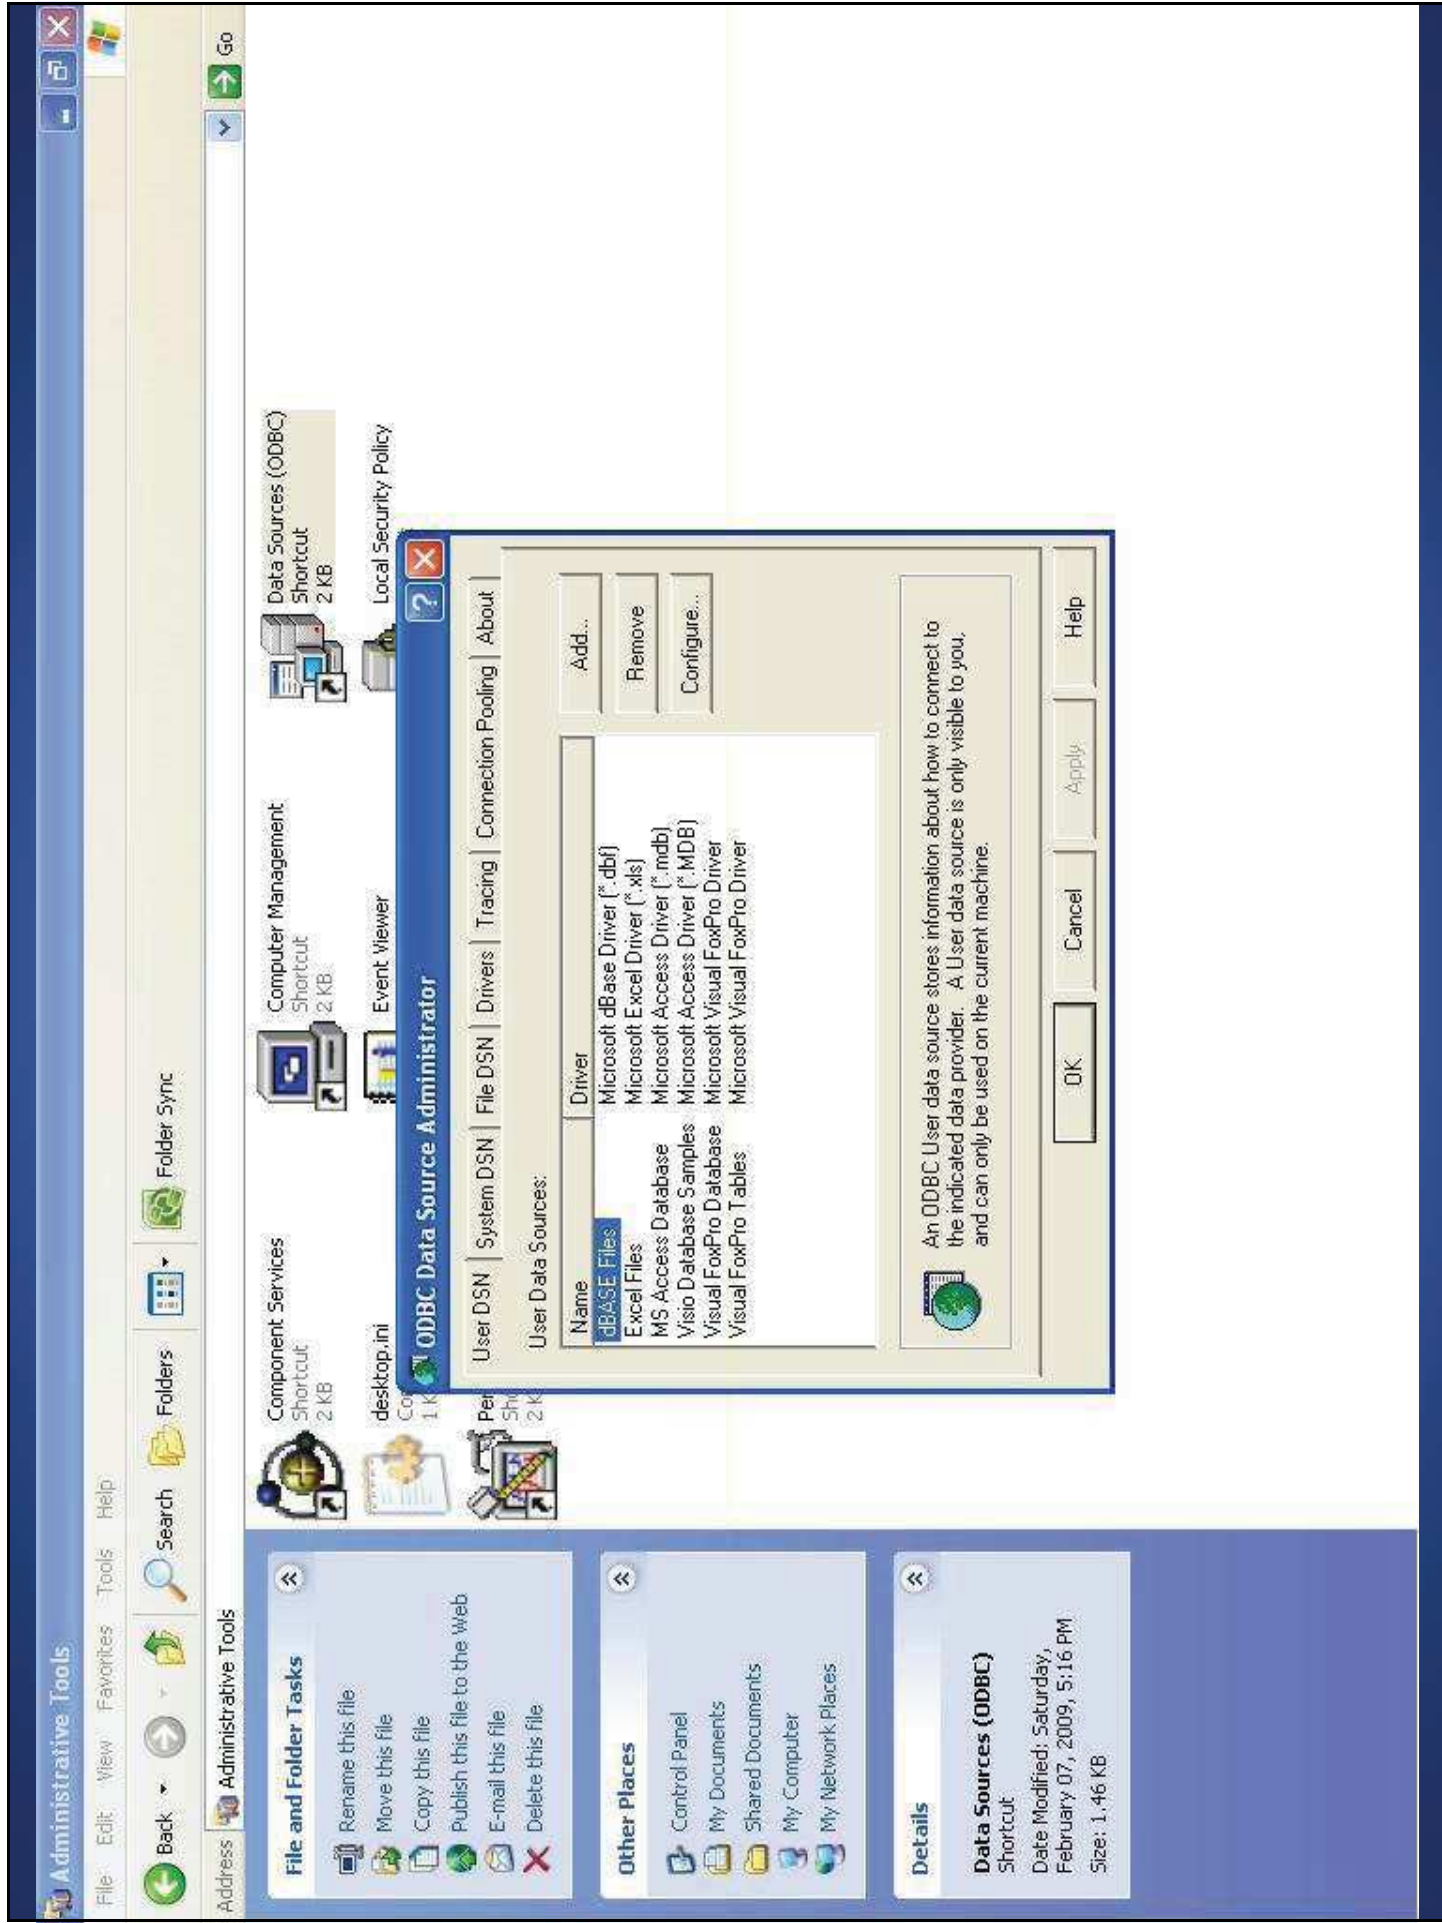 Administrative Tools
File Edit View Favorites Tools Help
Back Search Folders Folder Sync
Address Administrative Tools Go
File and Folder Tasks
Rename this file
Move this file
Copy this file
Publish this file to the Web
E-mail this file
Delete this file
Other Places
Control Panel
My Documents
Shared Documents
My Computer
My Network Places
Details
Data Sources (ODBC)
Shortcut
Date Modified: Saturday,
February 07, 2009, 5:16 PM
Size: 1.46 KB
Component Services
Shortcut
2 KB
Computer Management
Shortcut
2 KB
Data Sources (ODBC)
Shortcut
2 KB
desktop.ini
Co
1 K
Event Viewer
Local Security Policy
Per
Sho
2 K
ODBC Data Source Administrator
User DSN System DSN File DSN Drivers Tracing Connection Pooling About
User Data Sources:
Name Driver
dBASE Files Microsoft dBase Driver (*.dbf)
Excel Files Microsoft Excel Driver (*.xls)
MS Access Database Microsoft Access Driver (*.mdb)
Visio Database Samples Microsoft Access Driver (*.MDB)
Visual FoxPro Database Microsoft Visual FoxPro Driver
Visual FoxPro Tables Microsoft Visual FoxPro Driver
Add...
Remove
Configure...
An ODBC User data source stores information about how to connect to
the indicated data provider. A User data source is only visible to you,
and can only be used on the current machine.
OK Cancel Apply Help